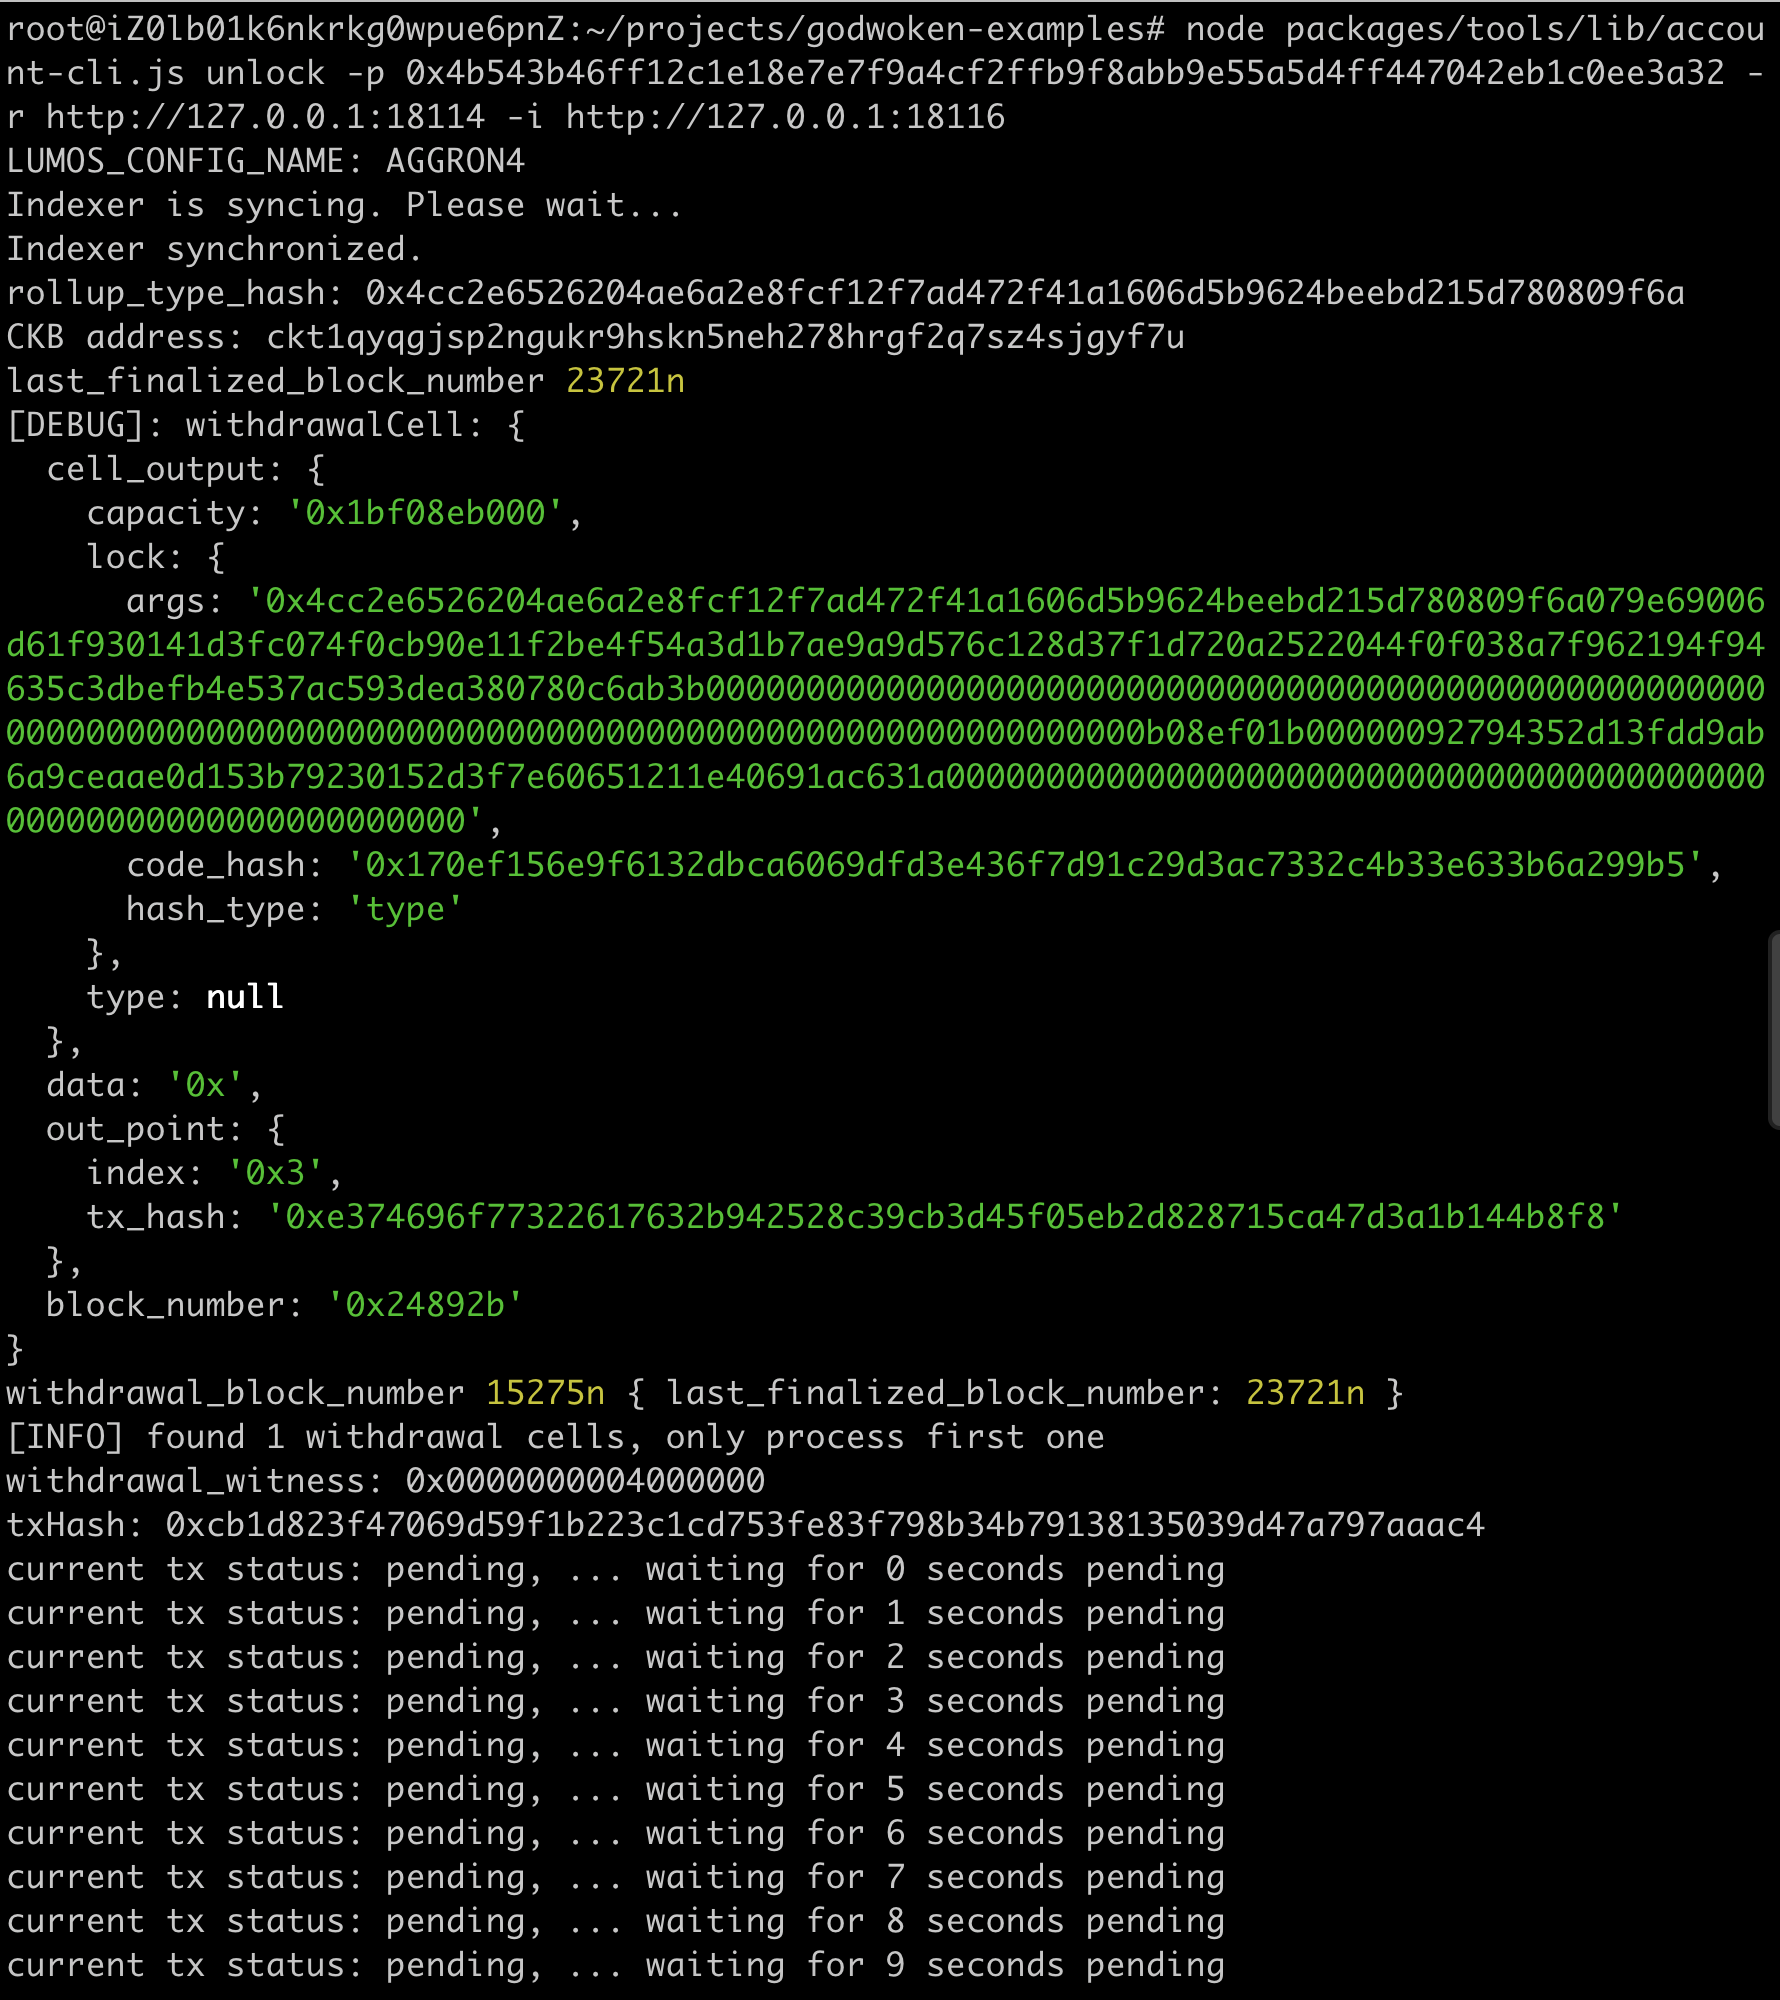 root@iZ0lb01k6nkrkg0wpue6pnZ:~/projects/godwoken-examples# node packages/tools/lib/accou
nt-cli.js unlock -p 0x4b543b46ff12c1e18e7e7f9a4cf2ffb9f8abb9e55a5d4ff447042eb1c0ee3a32 -
r http://127.0.0.1:18114 -i http://127.0.0.1:18116
LUMOS_CONFIG_NAME: AGGRON4
Indexer is syncing. Please wait...
Indexer synchronized.
rollup_type_hash: 0x4cc2e6526204ae6a2e8fcf12f7ad472f41a1606d5b9624beebd215d780809f6a
CKB address: ckt1qyqgjsp2ngukr9hskn5neh278hrgf2q7sz4sjgyf7u
last_finalized_block_number 23721n
[DEBUG]: withdrawalCell: {
  cell_output: {
    capacity: '0x1bf08eb000',
    lock: {
      args: '0x4cc2e6526204ae6a2e8fcf12f7ad472f41a1606d5b9624beebd215d780809f6a079e69006
d61f930141d3fc074f0cb90e11f2be4f54a3d1b7ae9a9d576c128d37f1d720a2522044f0f038a7f962194f94
635c3dbefb4e537ac593dea380780c6ab3b00000000000000000000000000000000000000000000000000000
000000000000000000000000000000000000000000000000000000000b08ef01b00000092794352d13fdd9ab
6a9ceaae0d153b79230152d3f7e60651211e40691ac631a00000000000000000000000000000000000000000
00000000000000000000000',
      code_hash: '0x170ef156e9f6132dbca6069dfd3e436f7d91c29d3ac7332c4b33e633b6a299b5',
      hash_type: 'type'
    },
    type: null
  },
  data: '0x',
  out_point: {
    index: '0x3',
    tx_hash: '0xe374696f77322617632b942528c39cb3d45f05eb2d828715ca47d3a1b144b8f8'
  },
  block_number: '0x24892b'
}
withdrawal_block_number 15275n { last_finalized_block_number: 23721n }
[INFO] found 1 withdrawal cells, only process first one
withdrawal_witness: 0x0000000004000000
txHash: 0xcb1d823f47069d59f1b223c1cd753fe83f798b34b79138135039d47a797aaac4
current tx status: pending, ... waiting for 0 seconds pending
current tx status: pending, ... waiting for 1 seconds pending
current tx status: pending, ... waiting for 2 seconds pending
current tx status: pending, ... waiting for 3 seconds pending
current tx status: pending, ... waiting for 4 seconds pending
current tx status: pending, ... waiting for 5 seconds pending
current tx status: pending, ... waiting for 6 seconds pending
current tx status: pending, ... waiting for 7 seconds pending
current tx status: pending, ... waiting for 8 seconds pending
current tx status: pending, ... waiting for 9 seconds pending